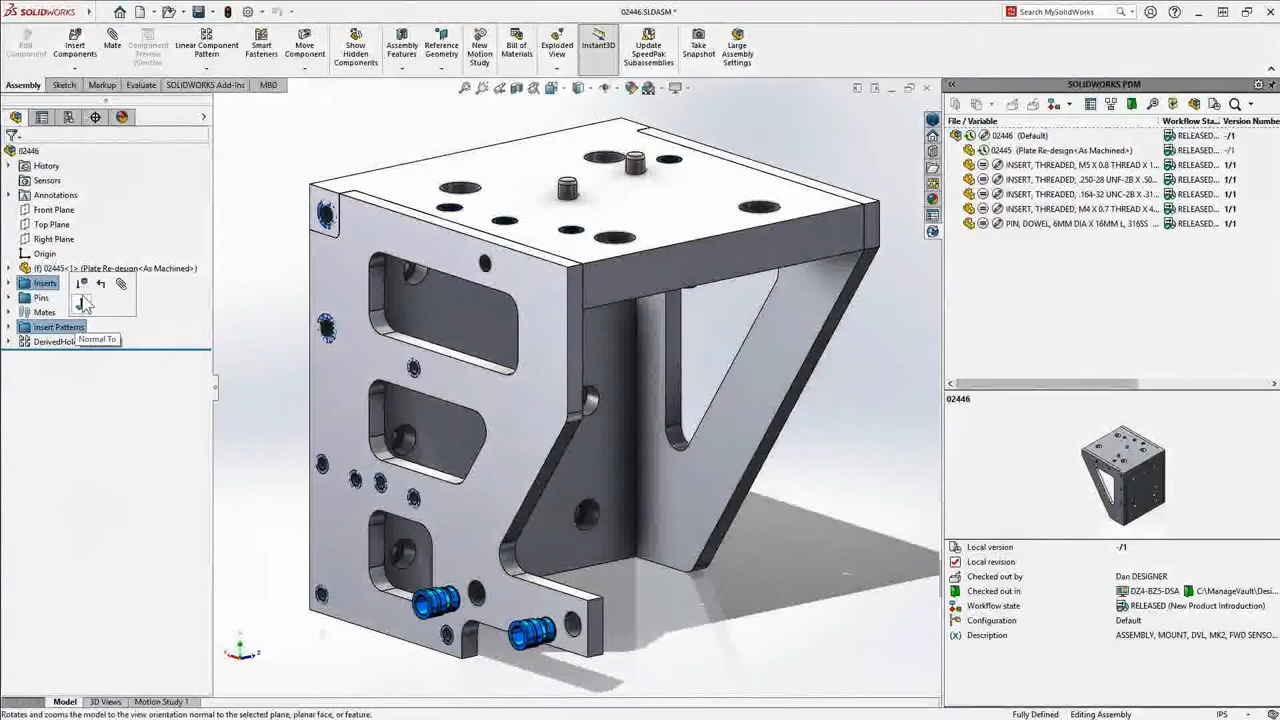 SOLIDWORKS
02446.SLDASM *
Search MySolidWorks
Edit Component
Insert Components
Mate
Component Preview Window
Linear Component Pattern
Smart Fasteners
Move Component
Show Hidden Components
Assembly Features
Reference Geometry
New Motion Study
Bill of Materials
Exploded View
Instant3D
Update SpeedPak Subassemblies
Take Snapshot
Large Assembly Settings
Assembly
Sketch
Markup
Evaluate
SOLIDWORKS Add-Ins
MBD
02446
History
Sensors
Annotations
Front Plane
Top Plane
Right Plane
Origin
(f) 02445<1> (Plate Re-design<As Machined>)
Inserts
Pins
Mates
Insert Patterns
DerivedHol
Normal To
SOLIDWORKS PDM
File / Variable
Workflow Sta...
Version Number
02446 (Default)
RELEASED...
-/1
02445 (Plate Re-design<As Machined>)
RELEASED...
-/1
INSERT, THREADED, M5 X 0.8 THREAD X 1...
RELEASED...
1/1
INSERT, THREADED, .250-28 UNF-2B X .50...
RELEASED...
1/1
INSERT, THREADED, .164-32 UNC-2B X .31...
RELEASED...
1/1
INSERT, THREADED, M4 X 0.7 THREAD X 4...
RELEASED...
1/1
PIN, DOWEL, 6MM DIA X 16MM L, 316SS
RELEASED...
1/1
02446
Local version
-/1
Local revision
Checked out by
Dan DESIGNER
Checked out in
DZ4-BZ5-DSA
C:\ManageVault\Desi...
Workflow state
RELEASED (New Product Introduction)
Configuration
Default
Description
ASSEMBLY, MOUNT, DVL, MK2, FWD SENSO...
Model
3D Views
Motion Study 1
Rotates and zooms the model to the view orientation normal to the selected plane, planar face, or feature.
Fully Defined
Editing Assembly
IPS